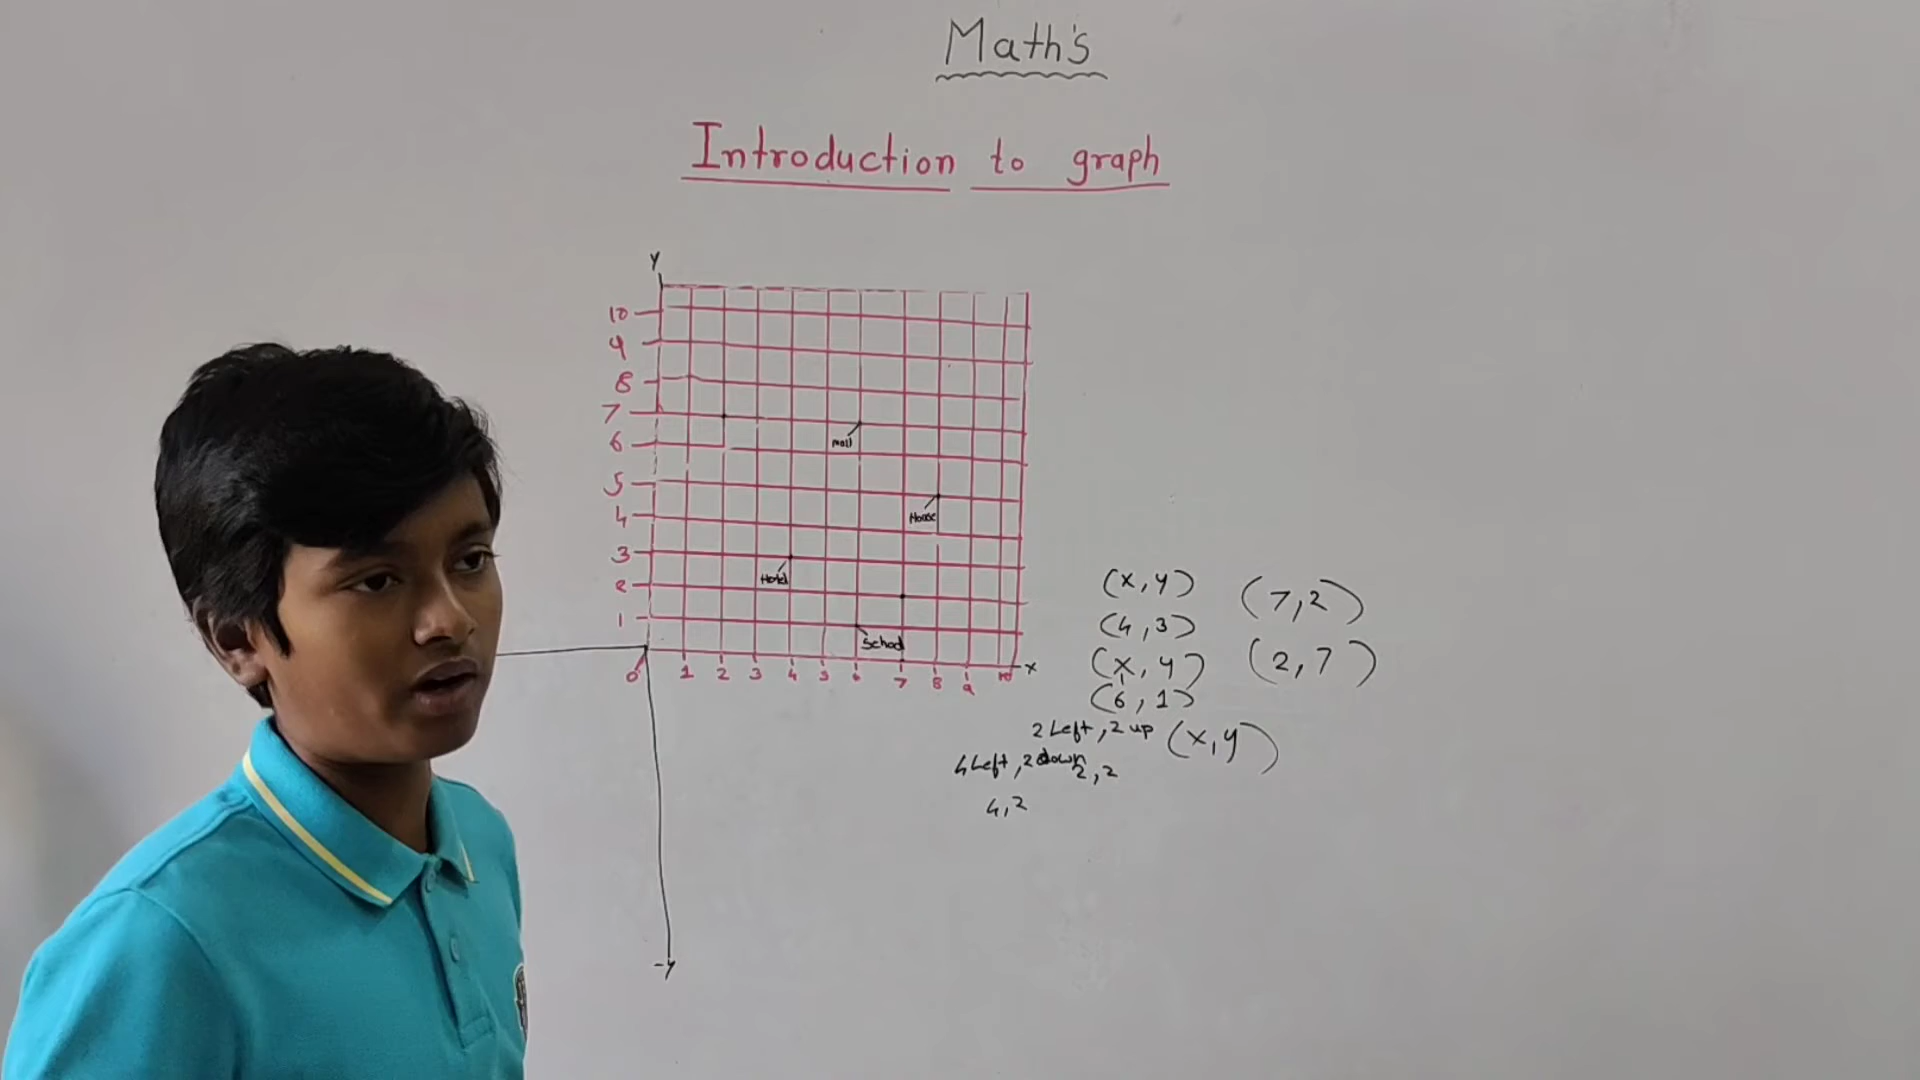 Math's
Introduction to graph
Y
10
9
8
7
6
5
4
3
2
1
0 1 2 3 4 5 6 7 8 9 10 x
Mall
House
Hotel
School
-y
(x, y) (7, 2)
(4, 3)
(x, y) (2, 7)
(6, 1)
2 Left, 2 up (x, y)
4 Left, 2 down
2, 2
4, 2